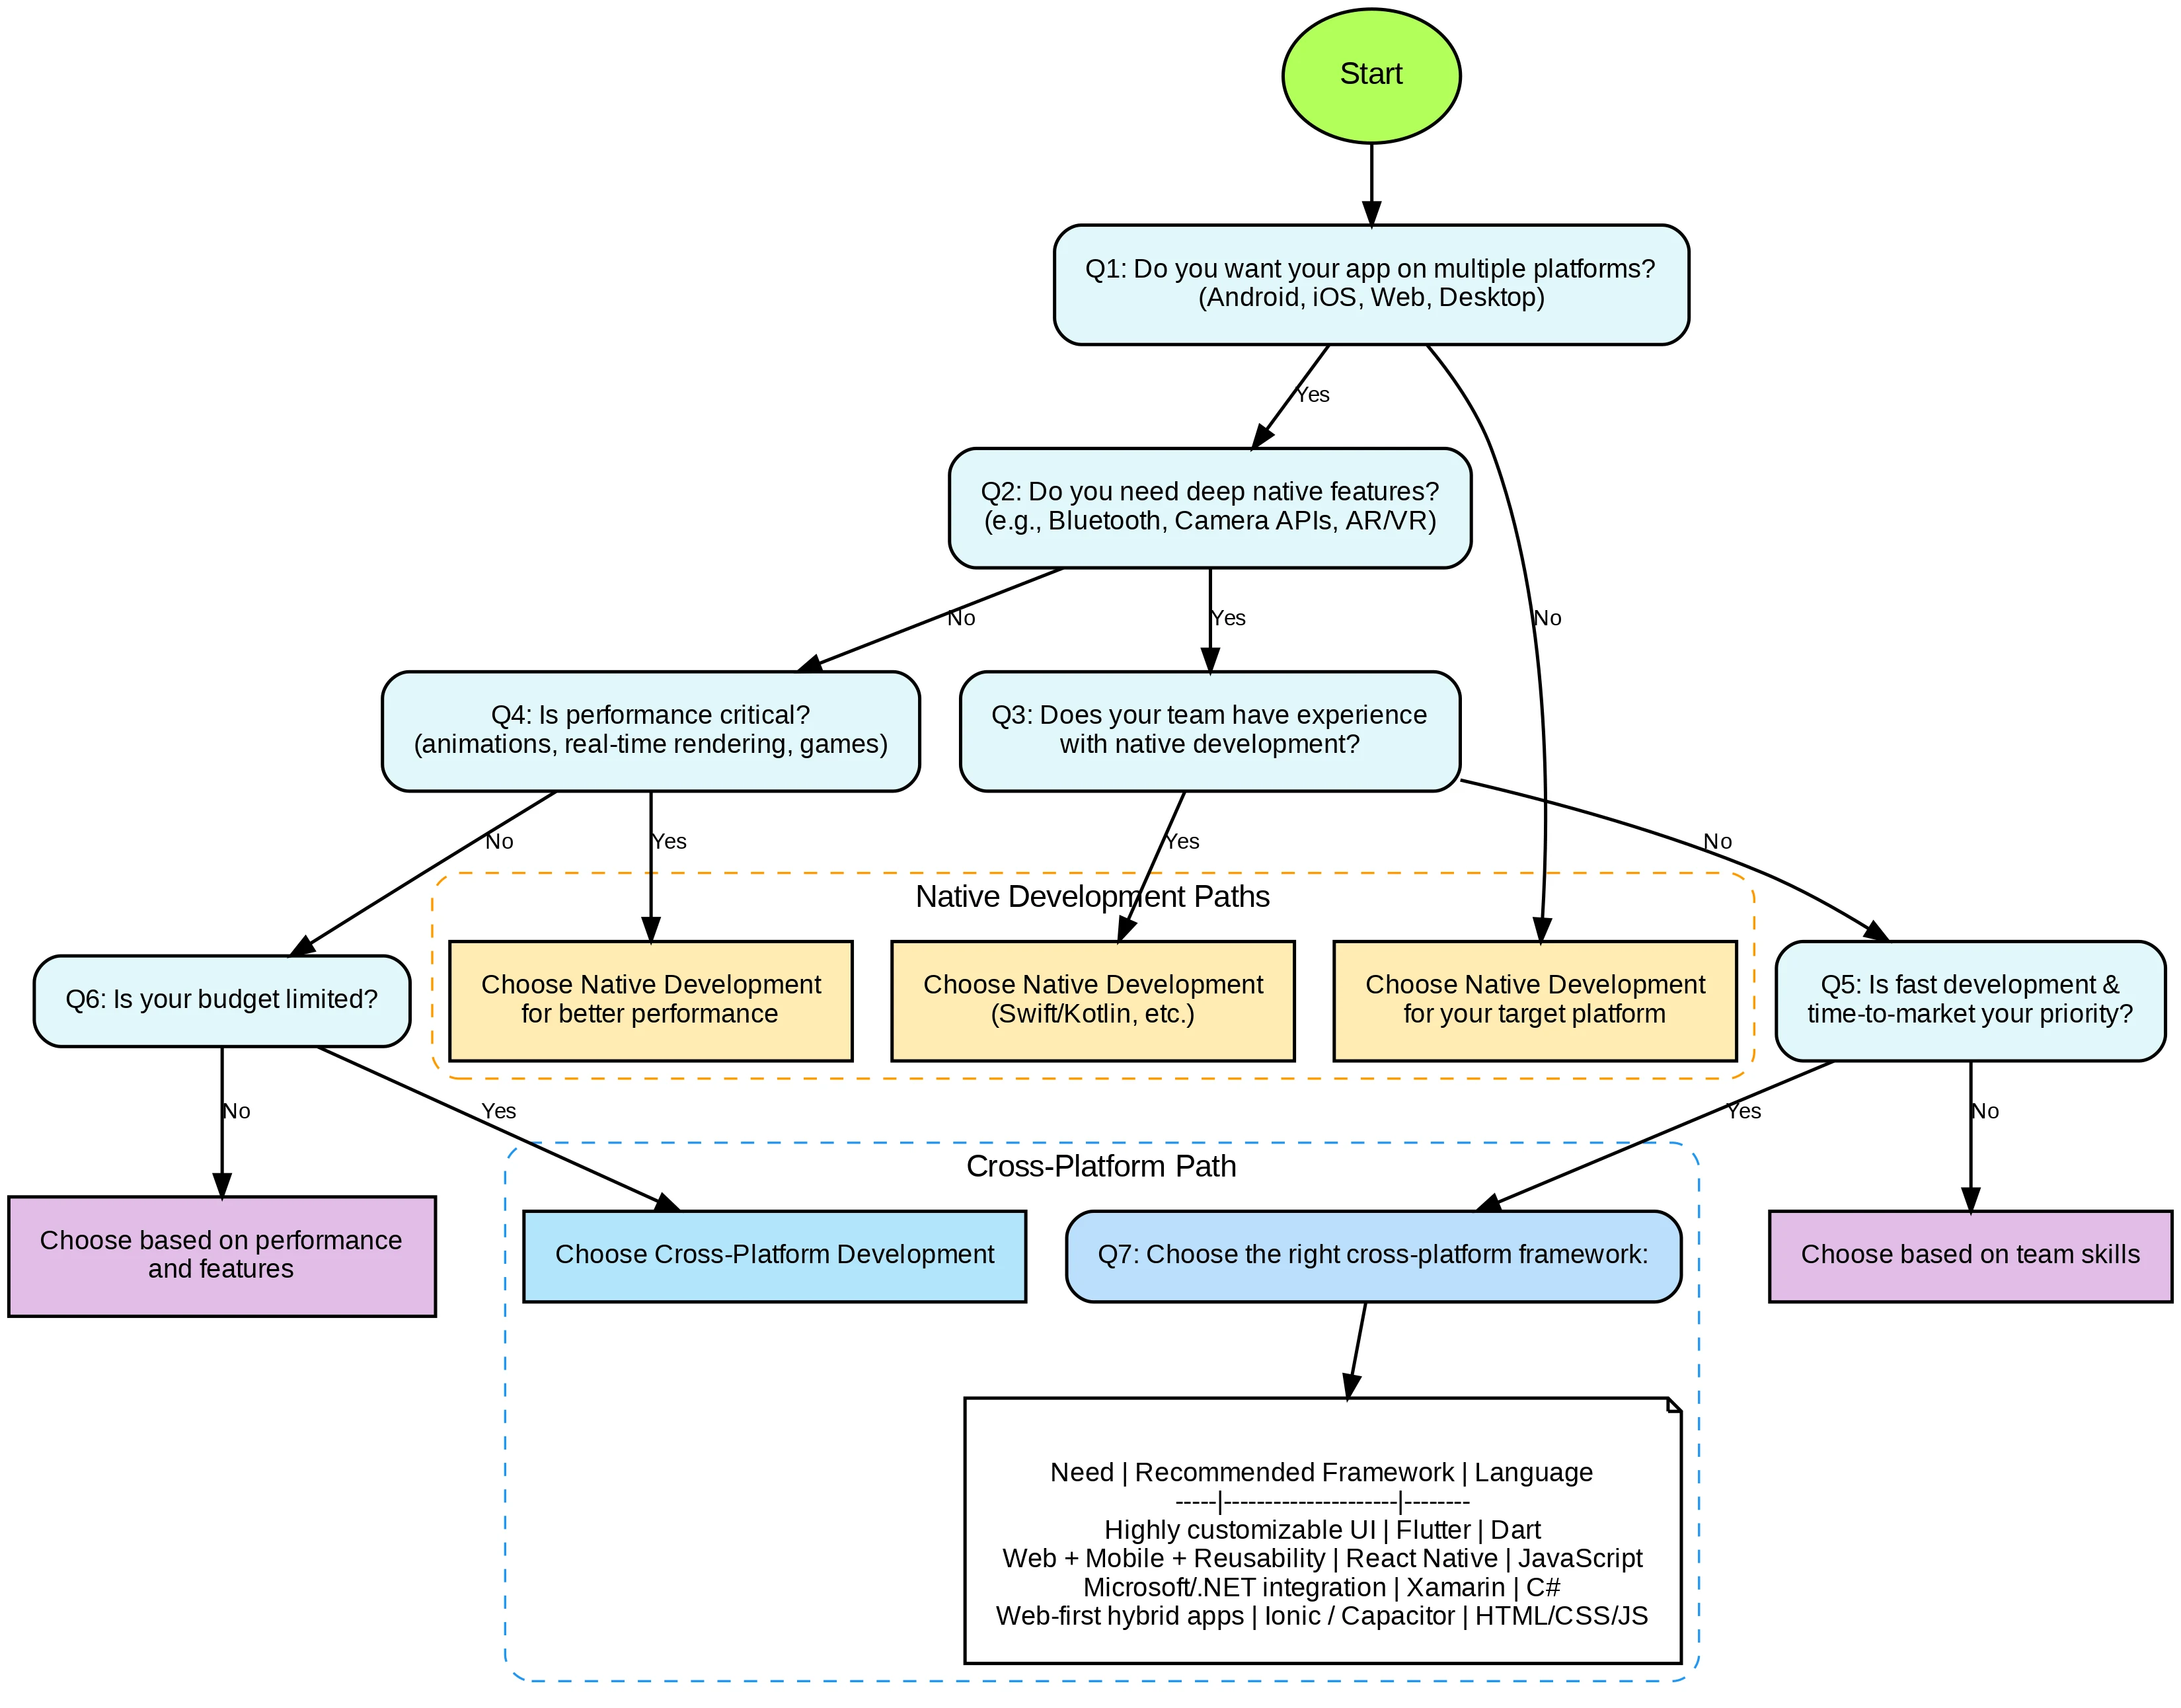 Start
Q1: Do you want your app on multiple platforms?
(Android, iOS, Web, Desktop)
Yes
No
Q2: Do you need deep native features?
(e.g., Bluetooth, Camera APIs, AR/VR)
No
Yes
Q4: Is performance critical?
(animations, real-time rendering, games)
Q3: Does your team have experience
with native development?
No
Yes
Yes
No
Native Development Paths
Q6: Is your budget limited?
Choose Native Development
for better performance
Choose Native Development
(Swift/Kotlin, etc.)
Choose Native Development
for your target platform
Q5: Is fast development &
time-to-market your priority?
No
Yes
Yes
No
Cross-Platform Path
Choose based on performance
and features
Choose Cross-Platform Development
Q7: Choose the right cross-platform framework:
Choose based on team skills
Need | Recommended Framework | Language
-----|---------------------|--------
Highly customizable UI | Flutter | Dart
Web + Mobile + Reusability | React Native | JavaScript
Microsoft/.NET integration | Xamarin | C#
Web-first hybrid apps | Ionic / Capacitor | HTML/CSS/JS